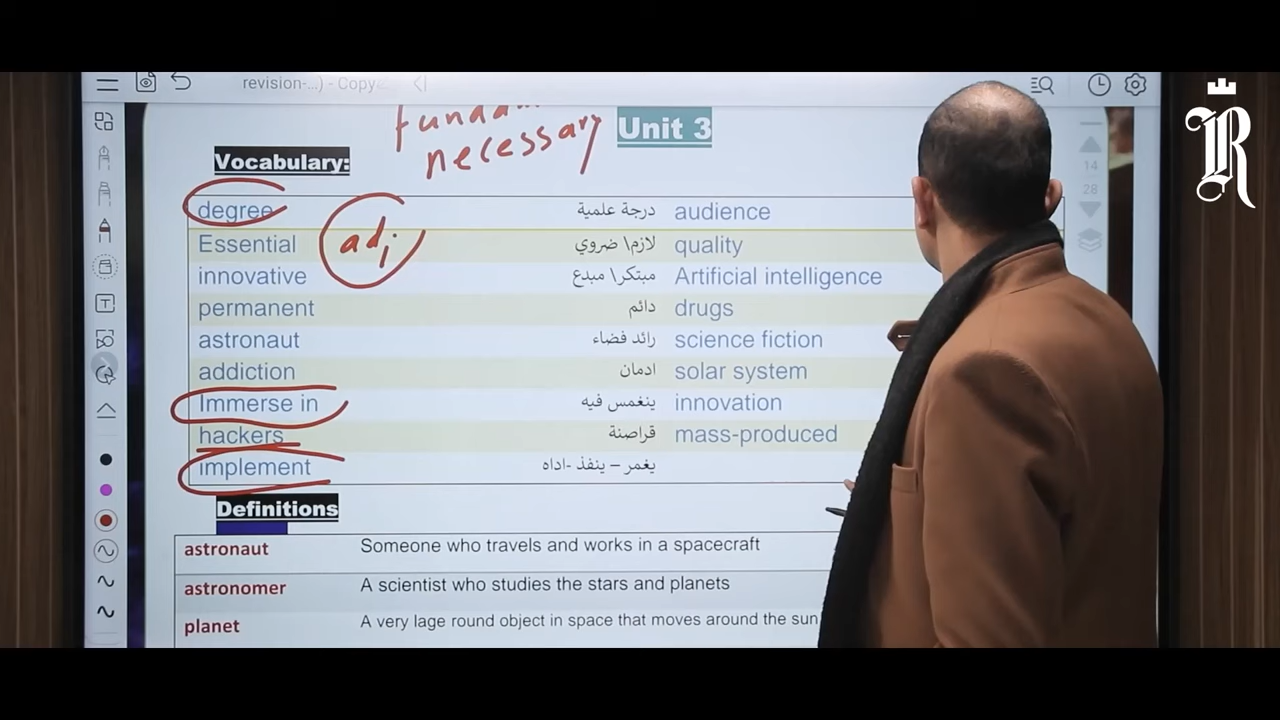 revision-...) - Copy
14
28
R
necessary
Unit 3
Vocabulary:
degree درجة علمية audience
Essential adj لازم\ ضروي quality
innovative مبتكر\ مبدع Artificial intelligence
permanent دائم drugs
astronaut رائد فضاء science fiction
addiction ادمان solar system
Immerse in ينغمس فيه innovation
hackers قراصنة mass-produced
implement يغمر – ينفذ -اداه
Definitions
astronaut Someone who travels and works in a spacecraft
astronomer A scientist who studies the stars and planets
planet A very lage round object in space that moves around the sun